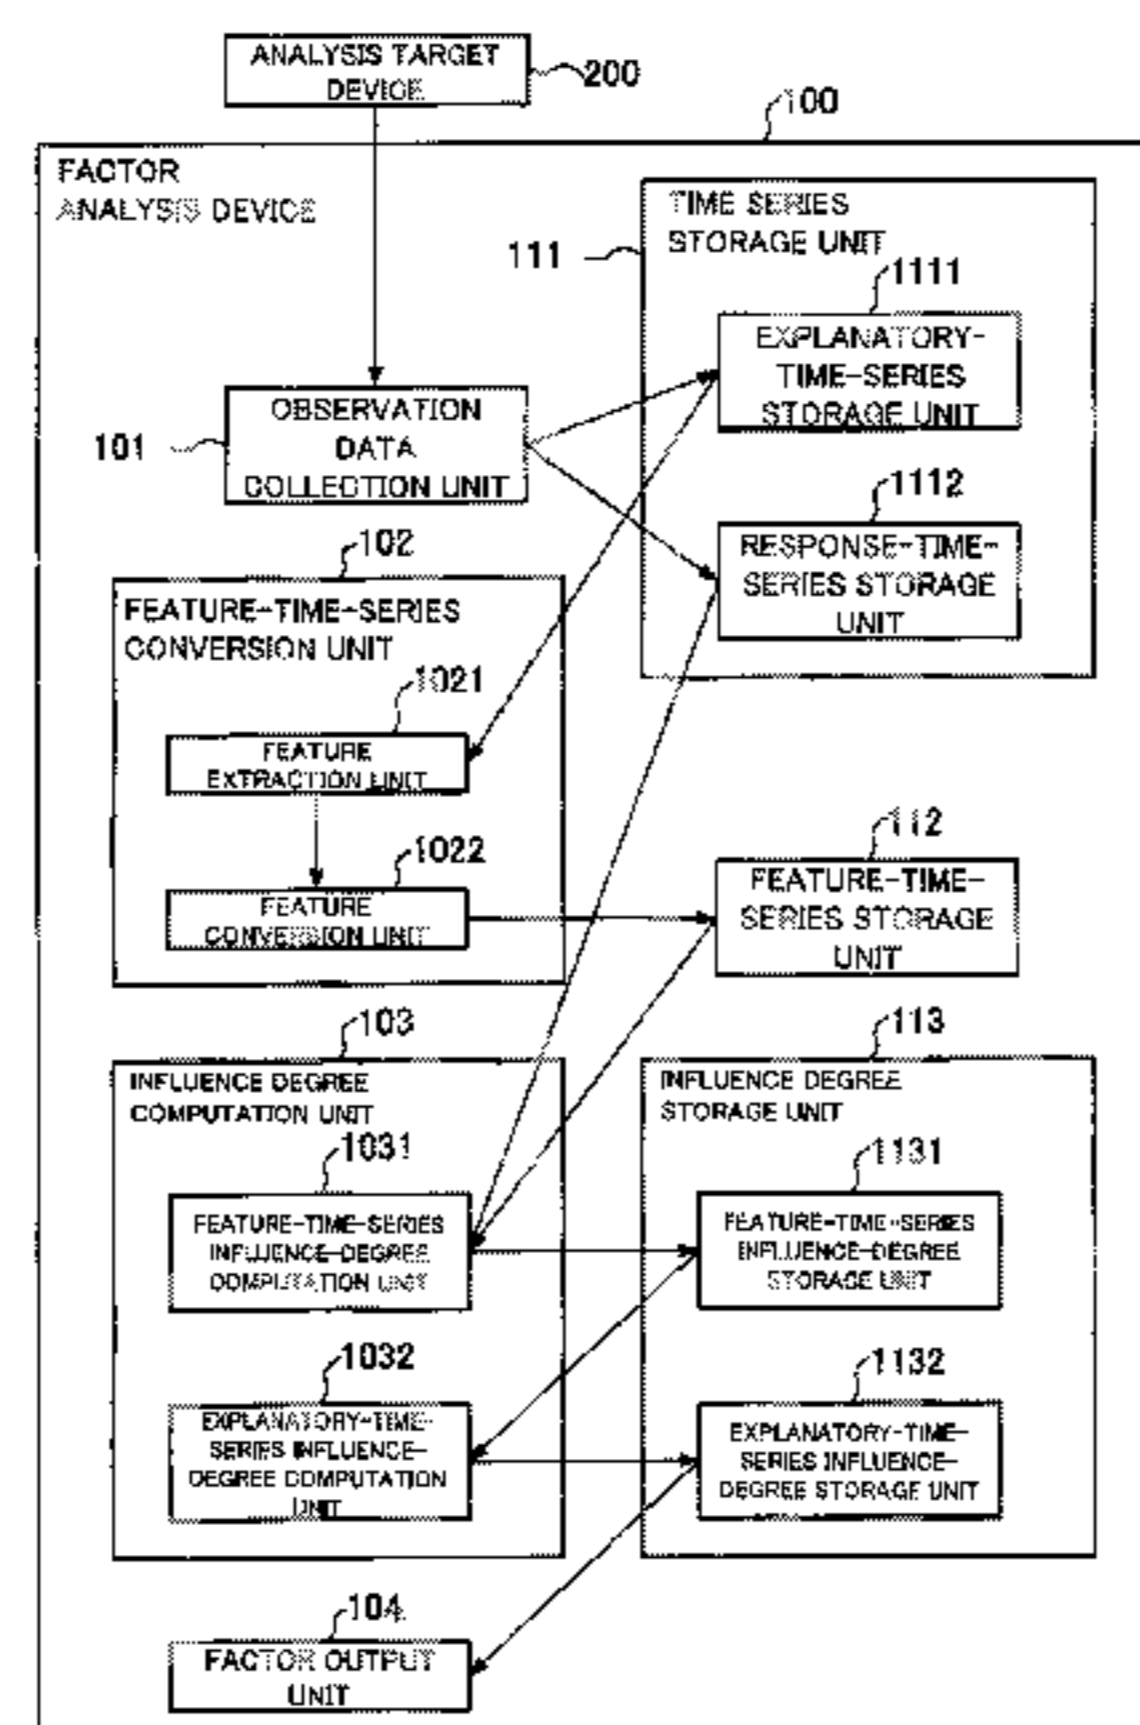 ANALYSIS TARGET
DEVICE
200
100
FACTOR
ANALYSIS DEVICE
TIME SERIES
STORAGE UNIT
111
1111
EXPLANATORY-
TIME-SERIES
STORAGE UNIT
OBSERVATION
DATA
COLLECTION UNIT
101
1112
RESPONSE-TIME-
SERIES STORAGE
UNIT
102
FEATURE-TIME-SERIES
CONVERSION UNIT
1021
FEATURE
EXTRACTION UNIT
1022
FEATURE
CONVERSION UNIT
112
FEATURE-TIME-
SERIES STORAGE
UNIT
103
INFLUENCE DEGREE
COMPUTATION UNIT
1031
FEATURE-TIME-SERIES
INFLUENCE-DEGREE
COMPUTATION UNIT
1032
EXPLANATORY-TIME-
SERIES INFLUENCE-
DEGREE COMPUTATION
UNIT
113
INFLUENCE DEGREE
STORAGE UNIT
1131
FEATURE-TIME-SERIES
INFLUENCE-DEGREE
STORAGE UNIT
1132
EXPLANATORY-TIME-
SERIES INFLUENCE-
DEGREE STORAGE UNIT
104
FACTOR OUTPUT
UNIT